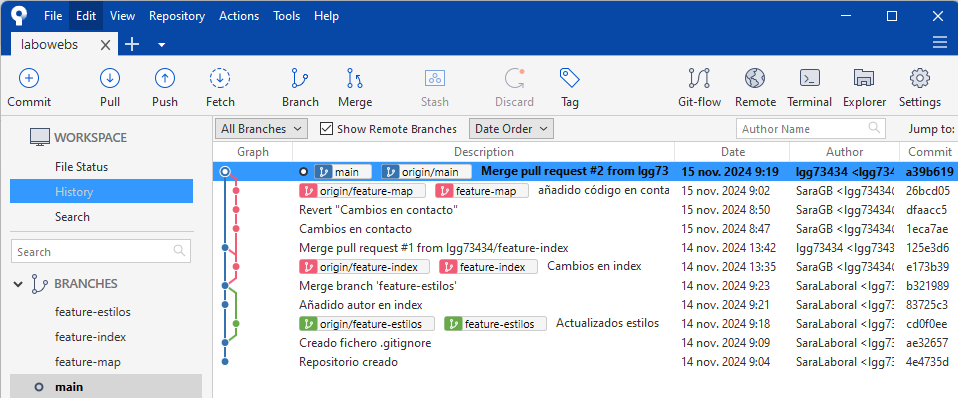 File Edit View Repository Actions Tools Help
labowebs
Commit Pull Push Fetch Branch Merge Stash Discard Tag Git-flow Remote Terminal Explorer Settings
WORKSPACE
File Status
History
Search
Search
BRANCHES
feature-estilos
feature-index
feature-map
main
All Branches Show Remote Branches Date Order Author Name Jump to:
Graph Description Date Author Commit
main origin/main Merge pull request #2 from lgg73 15 nov. 2024 9:19 lgg73434 <lgg73 a39b619
origin/feature-map feature-map añadido código en conta 15 nov. 2024 9:02 SaraGB <lgg73434 26bcd05
Revert "Cambios en contacto" 15 nov. 2024 8:50 SaraGB <lgg73434 dfaacc5
Cambios en contacto 15 nov. 2024 8:47 SaraGB <lgg73434 1eca7ae
Merge pull request #1 from lgg73434/feature-index 14 nov. 2024 13:42 lgg73434 <lgg73 125e3d6
origin/feature-index feature-index Cambios en index 14 nov. 2024 13:35 SaraGB <lgg73434 e173b39
Merge branch 'feature-estilos' 14 nov. 2024 9:23 SaraLaboral <lgg73 b321989
Añadido autor en index 14 nov. 2024 9:21 SaraLaboral <lgg73 83725c3
origin/feature-estilos feature-estilos Actualizados estilos 14 nov. 2024 9:18 SaraLaboral <lgg73 cd0f0ee
Creado fichero .gitignore 14 nov. 2024 9:09 SaraLaboral <lgg73 ae32657
Repositorio creado 14 nov. 2024 9:04 SaraLaboral <lgg73 4e4735d